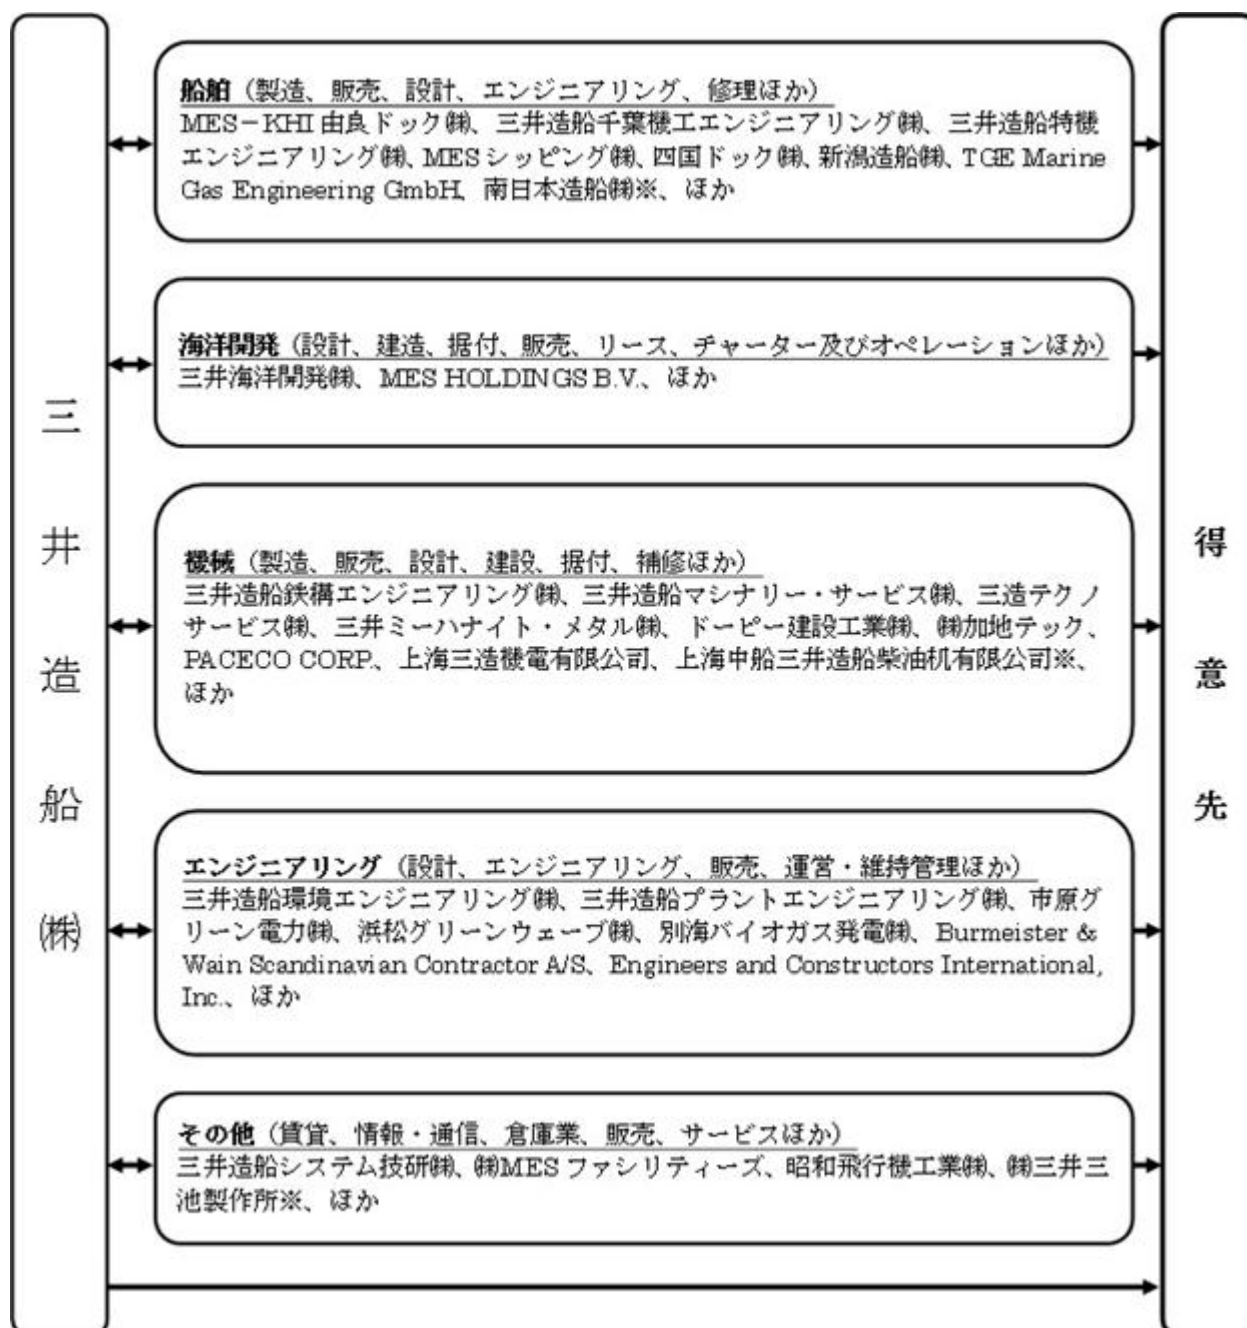 三井造船㈱
船舶（製造、販売、設計、エンジニアリング、修理ほか）
MES－KHI 由良ドック㈱、三井造船千葉機工エンジニアリング㈱、三井造船特機
エンジニアリング㈱、MES シッピング㈱、四国ドック㈱、新潟造船㈱、TGE Marine
Gas Engineering GmbH、南日本造船㈱※、ほか
海洋開発（設計、建造、据付、販売、リース、チャーター及びオペレーションほか）
三井海洋開発㈱、MES HOLDINGS B.V.、ほか
機械（製造、販売、設計、建設、据付、補修ほか）
三井造船鉄構エンジニアリング㈱、三井造船マシナリー・サービス㈱、三造テクノ
サービス㈱、三井ミーハナイト・メタル㈱、ドーピー建設工業㈱、㈱加地テック、
PACECO CORP.、上海三造機電有限公司、上海中船三井造船柴油机有限公司※、
ほか
エンジニアリング（設計、エンジニアリング、販売、運営・維持管理ほか）
三井造船環境エンジニアリング㈱、三井造船プラントエンジニアリング㈱、市原グ
リーン電力㈱、浜松グリーンウェーブ㈱、別海バイオガス発電㈱、Burmeister &
Wain Scandinavian Contractor A/S、Engineers and Constructors International,
Inc.、ほか
その他（賃貸、情報・通信、倉庫業、販売、サービスほか）
三井造船システム技研㈱、㈱MES ファシリティーズ、昭和飛行機工業㈱、㈱三井三
池製作所※、ほか
得意先